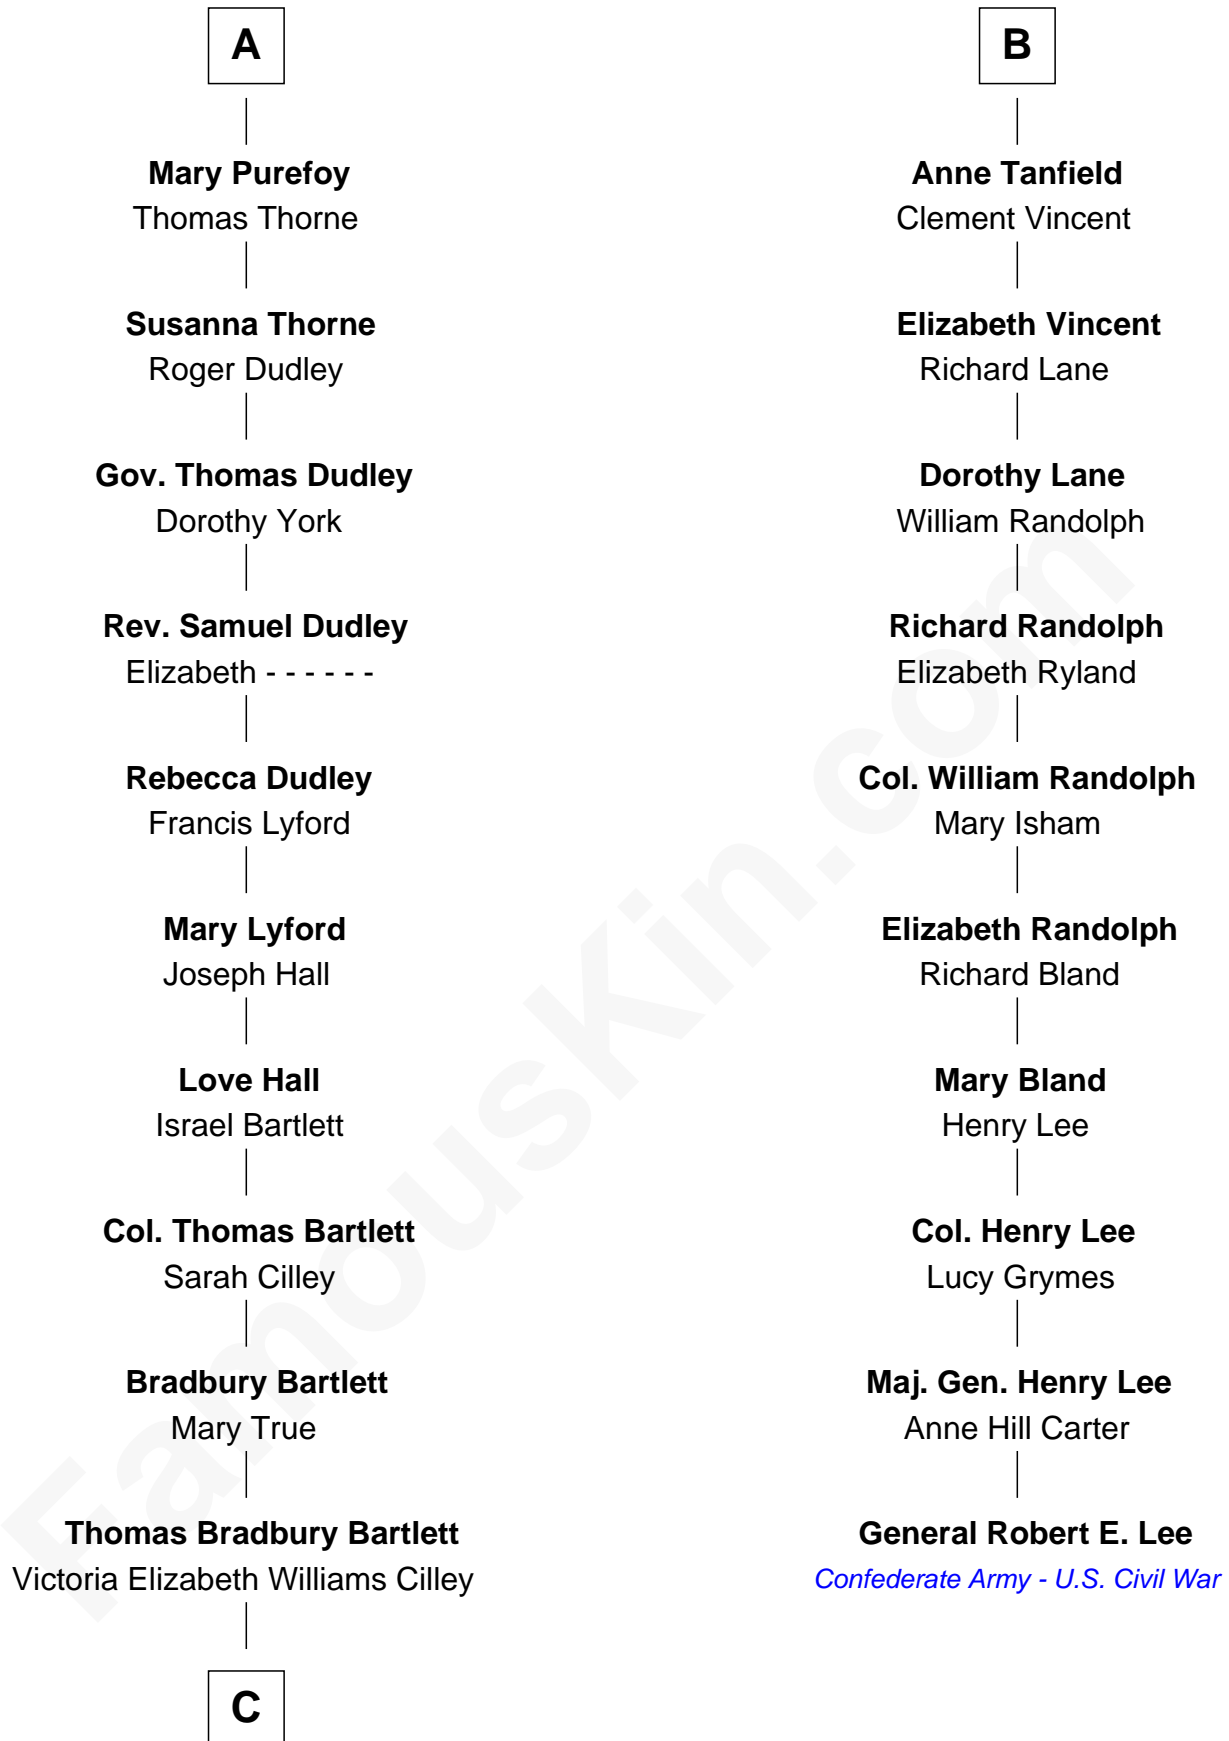 A
Mary Purefoy
Thomas Thorne
Susanna Thorne
Roger Dudley
Gov. Thomas Dudley
Dorothy York
Rev. Samuel Dudley
Elizabeth - - - - - -
Rebecca Dudley
Francis Lyford
Mary Lyford
Joseph Hall
Love Hall
Israel Bartlett
Col. Thomas Bartlett
Sarah Cilley
Bradbury Bartlett
Mary True
Thomas Bradbury Bartlett
Victoria Elizabeth Williams Cilley
C
B
Anne Tanfield
Clement Vincent
Elizabeth Vincent
Richard Lane
Dorothy Lane
William Randolph
Richard Randolph
Elizabeth Ryland
Col. William Randolph
Mary Isham
Elizabeth Randolph
Richard Bland
Mary Bland
Henry Lee
Col. Henry Lee
Lucy Grymes
Maj. Gen. Henry Lee
Anne Hill Carter
General Robert E. Lee
Confederate Army - U.S. Civil War
FamousKin.com